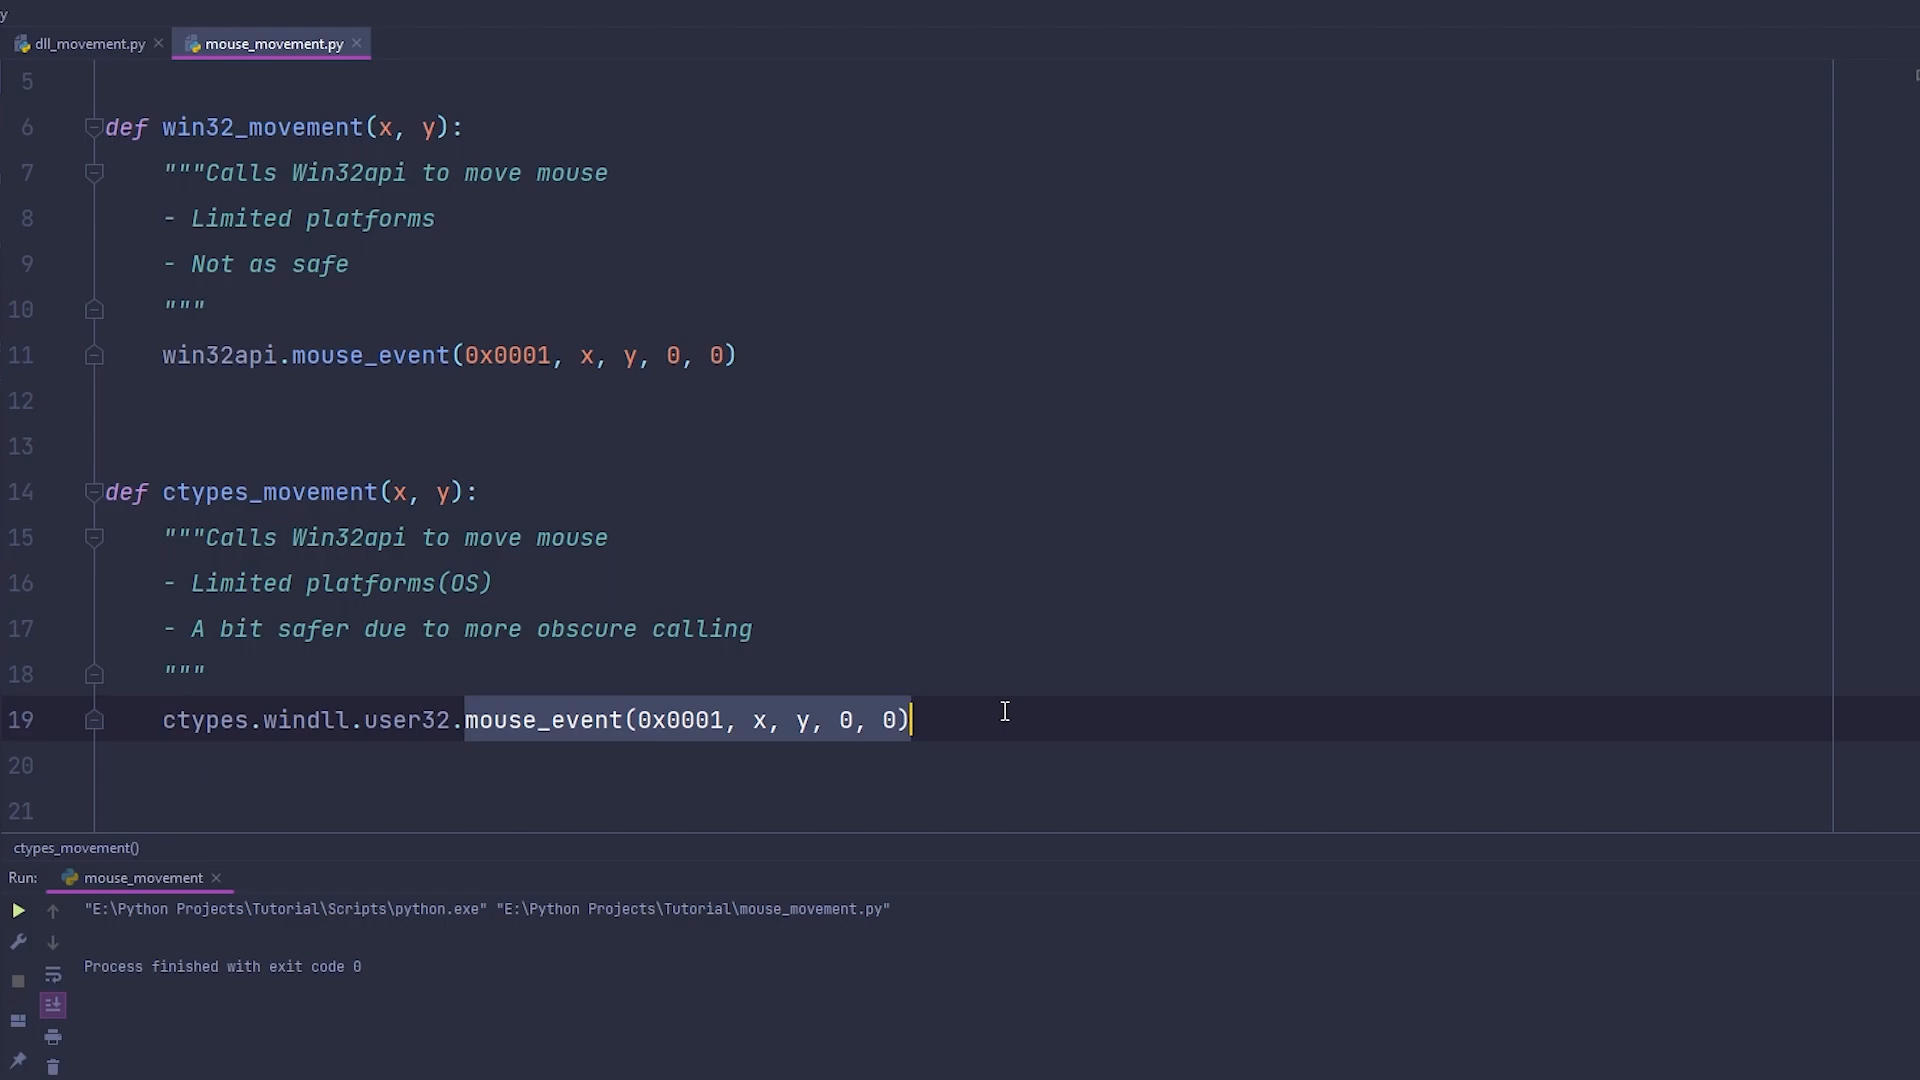 y
dll_movement.py
mouse_movement.py
5
6 def win32_movement(x, y):
7 """Calls Win32api to move mouse
8 - Limited platforms
9 - Not as safe
10 """
11 win32api.mouse_event(0x0001, x, y, 0, 0)
12
13
14 def ctypes_movement(x, y):
15 """Calls Win32api to move mouse
16 - Limited platforms(OS)
17 - A bit safer due to more obscure calling
18 """
19 ctypes.windll.user32.mouse_event(0x0001, x, y, 0, 0)
20
21
ctypes_movement()
Run: mouse_movement
"E:\Python Projects\Tutorial\Scripts\python.exe" "E:\Python Projects\Tutorial\mouse_movement.py"
Process finished with exit code 0